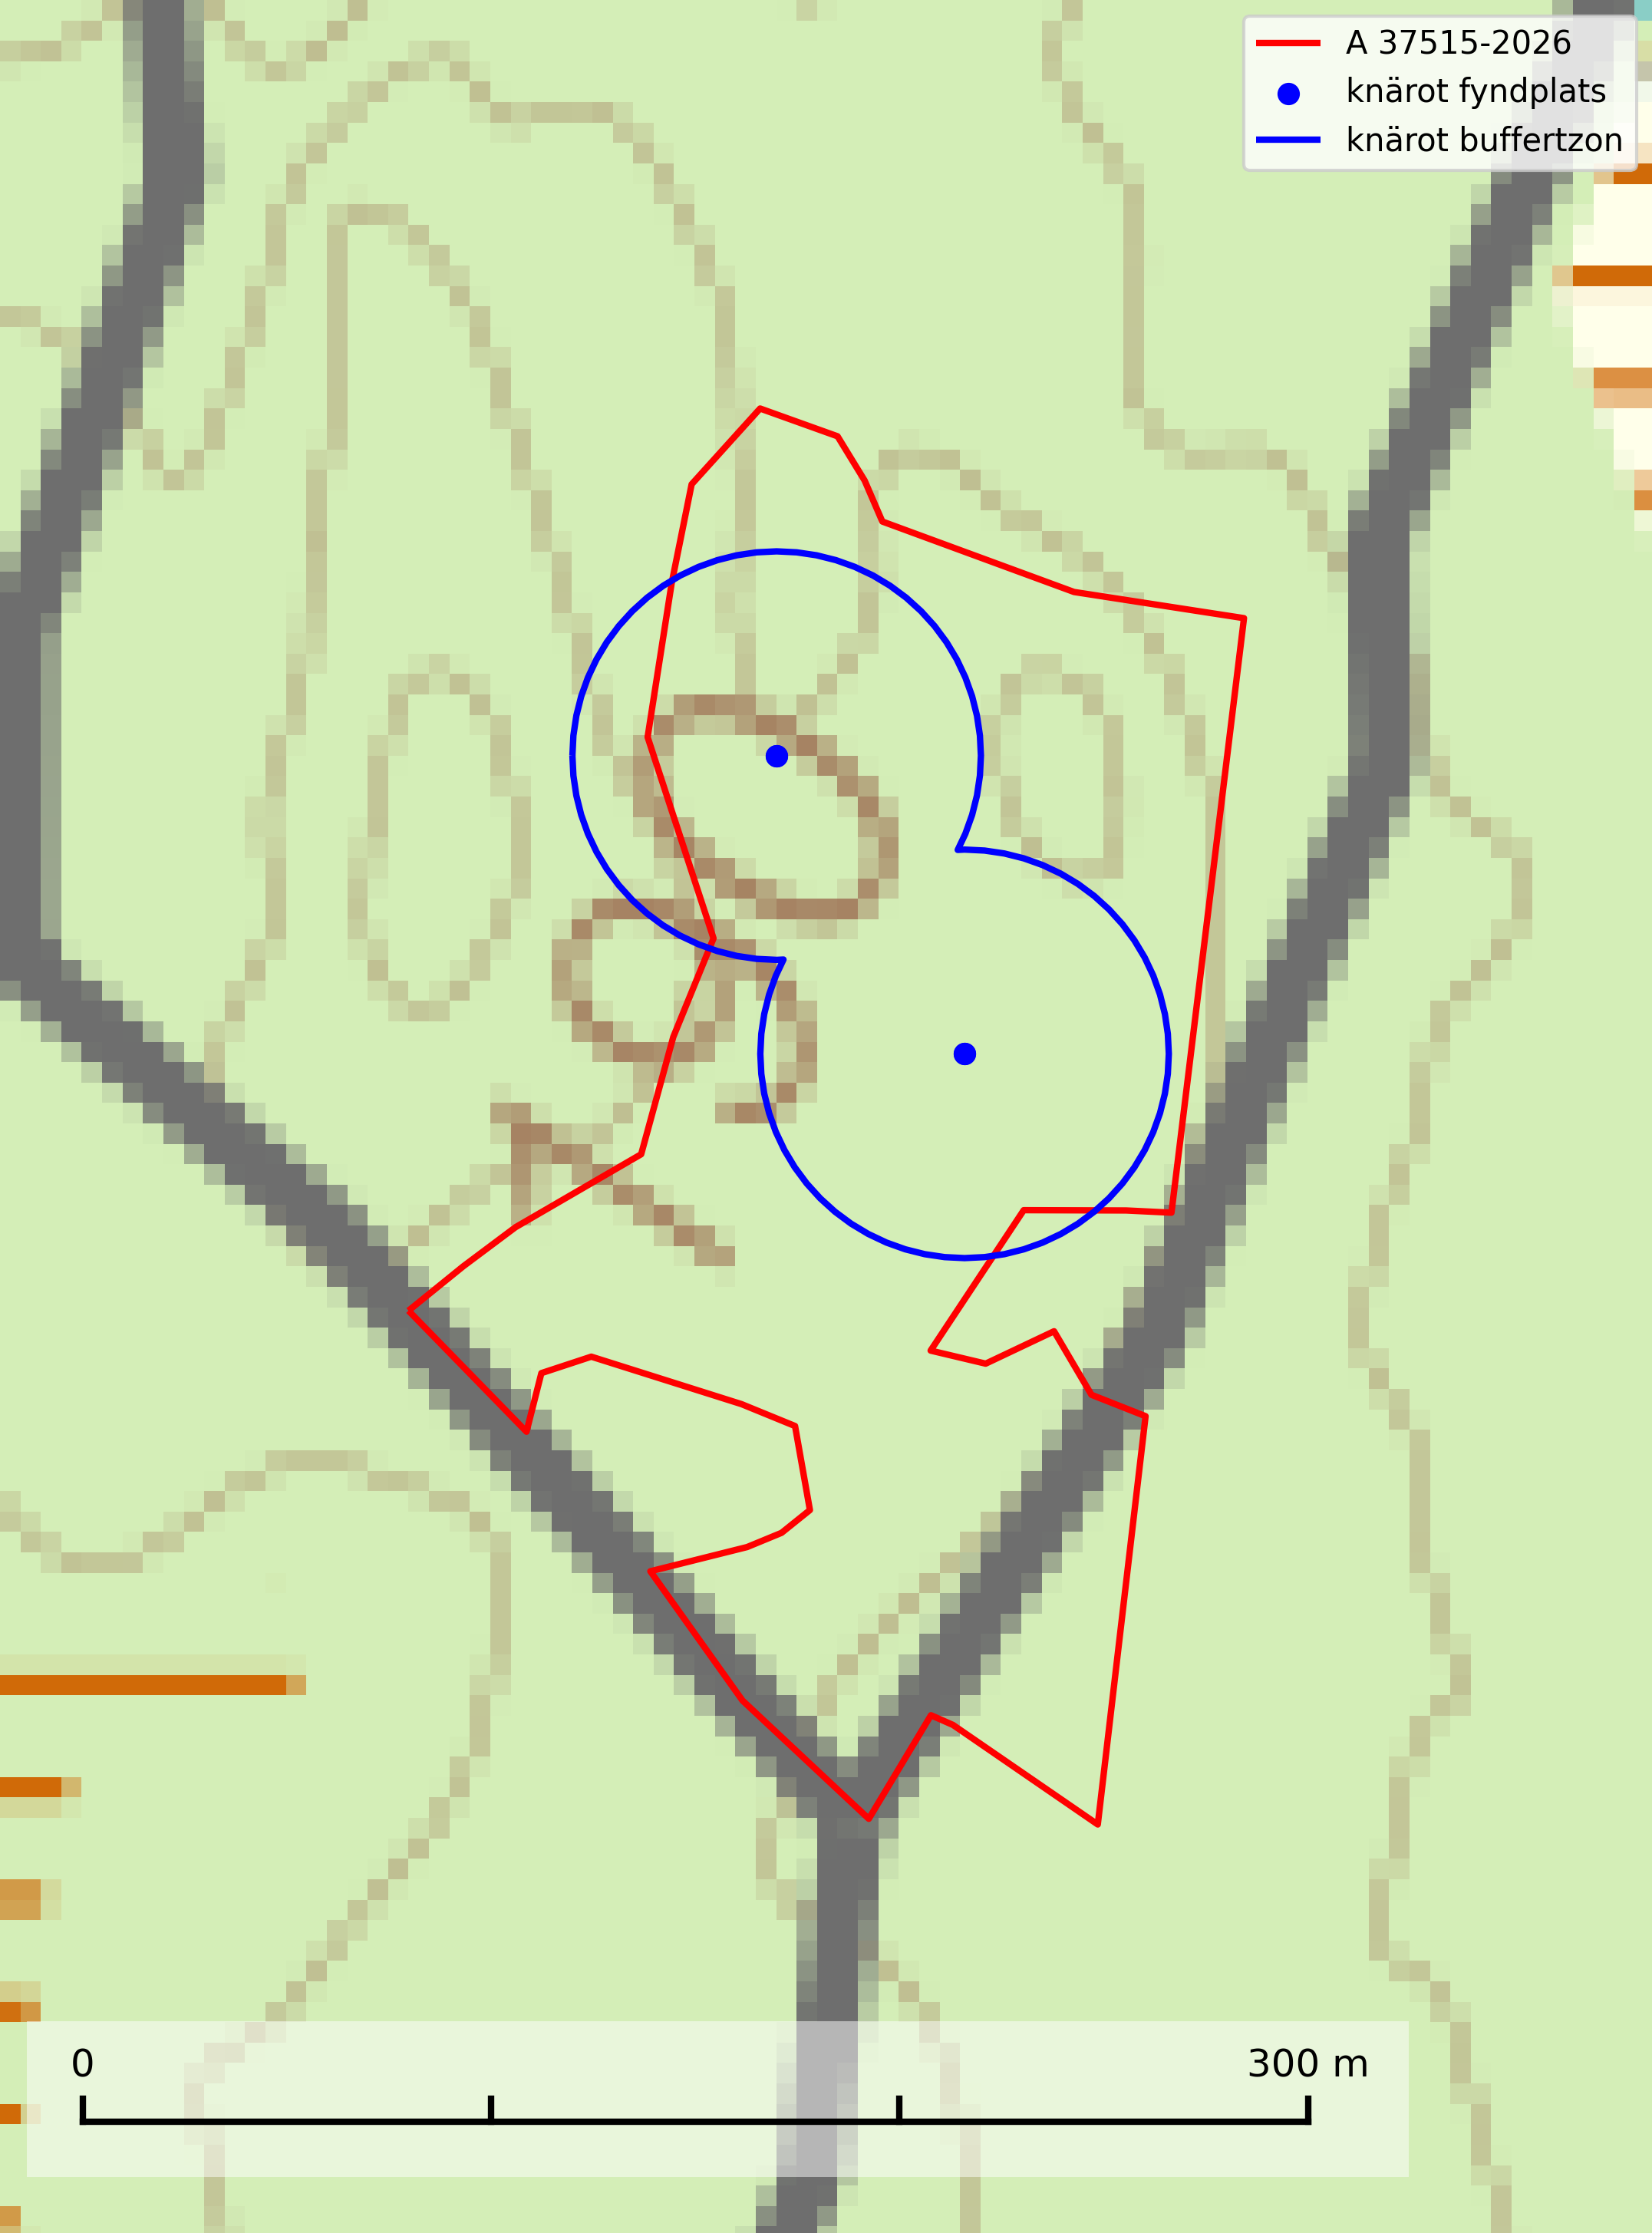 A 37515-2026
knärot fyndplats
knärot buffertzon
0
300 m